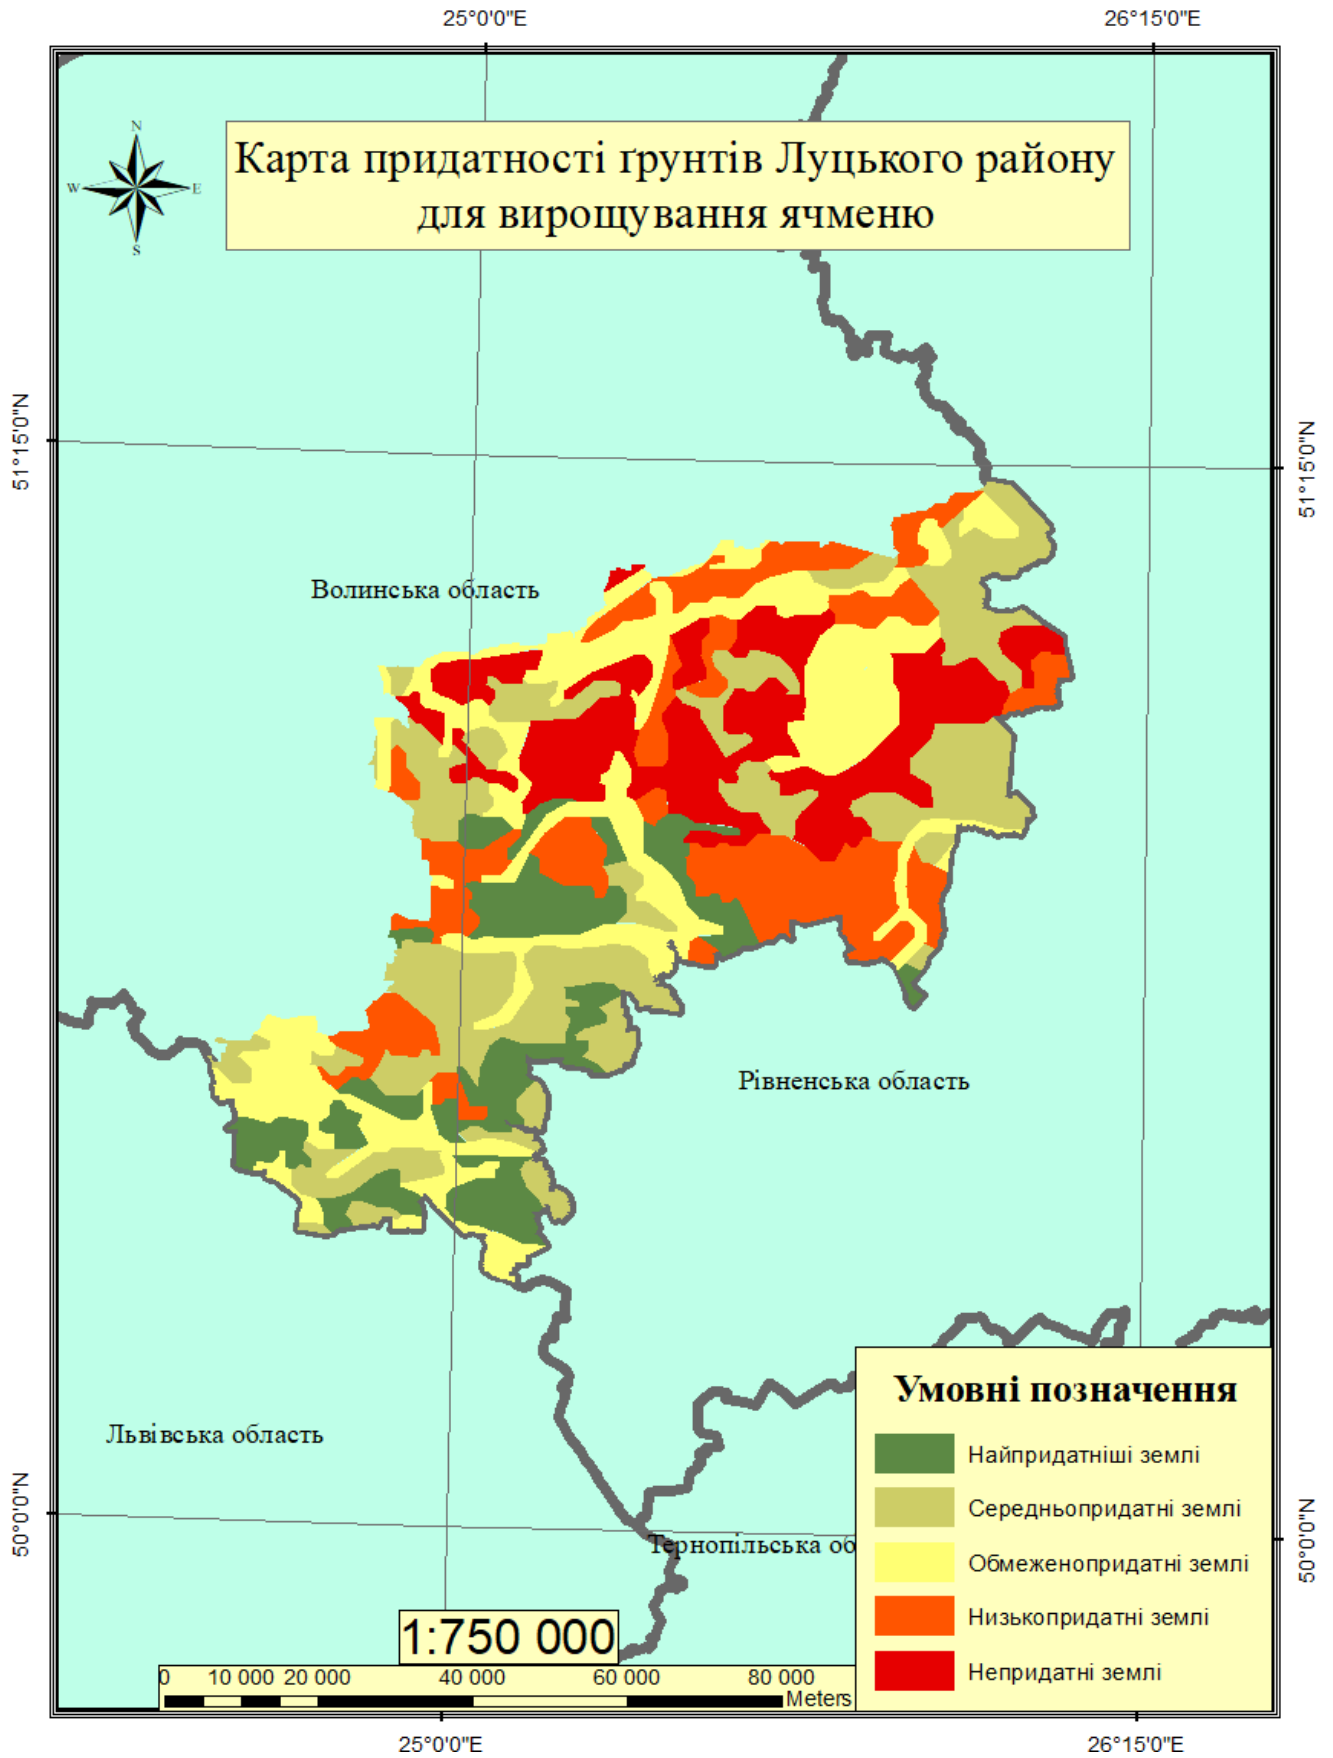 25°0'0"E
26°15'0"E
N
W
E
S
Карта придатності ґрунтів Луцького району
для вирощування ячменю
51°15'0"N
51°15'0"N
Волинська область
Рівненська область
Львівська область
Тернопільська об
50°0'0"N
50°0'0"N
Умовні позначення
Найпридатніші землі
Середньопридатні землі
Обмеженопридатні землі
Низькопридатні землі
Непридатні землі
1:750 000
0 10 000 20 000 40 000 60 000 80 000
Meters
25°0'0"E
26°15'0"E